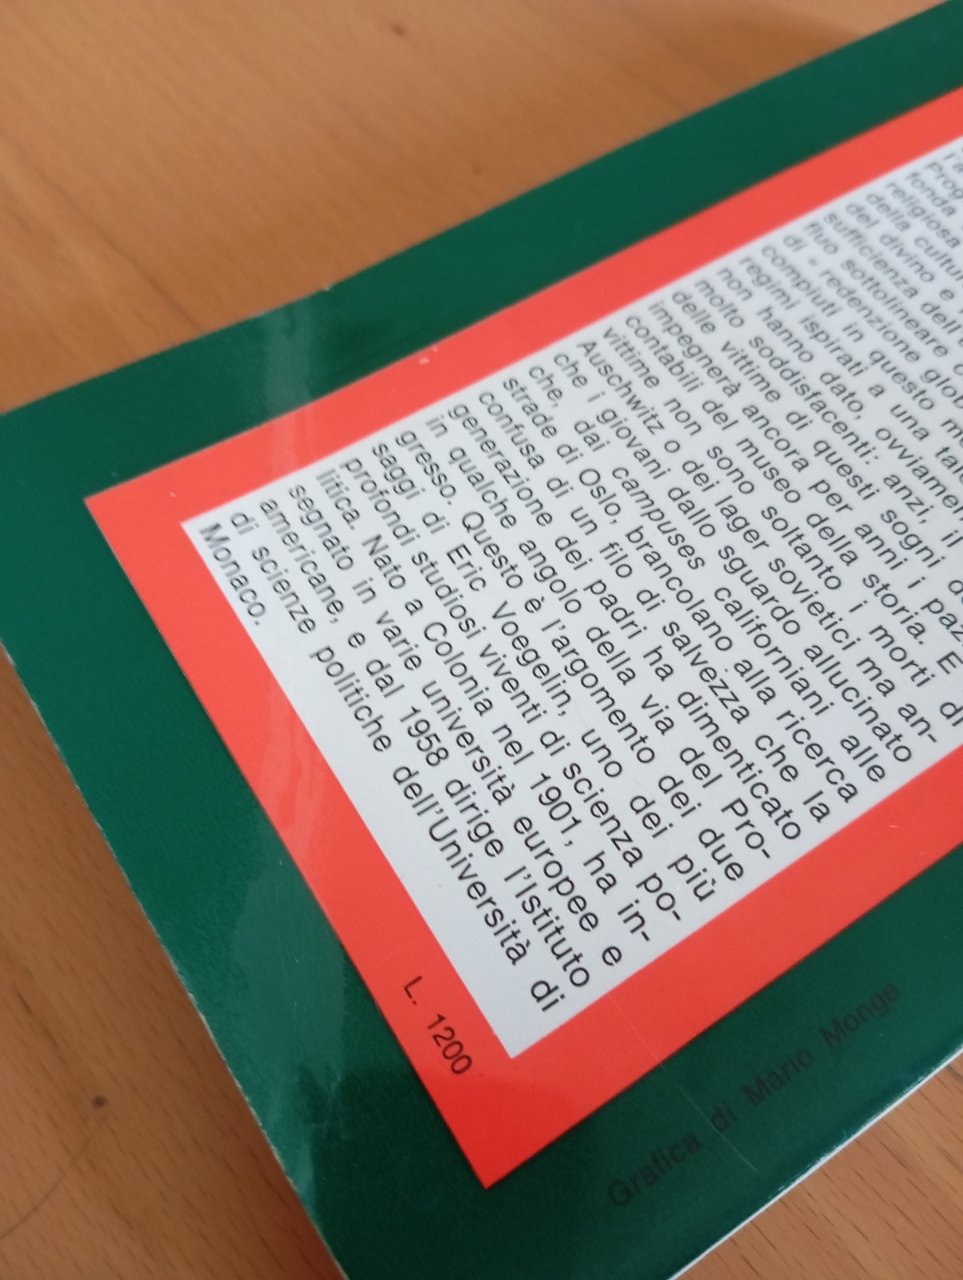 fonda
religiosa
della
del divino e
sufficienza
fluo sottolineare
di « redenzione
compiuti in questo
regimi ispirati a una
non hanno dato,
molto soddisfacenti: anzi, il
delle vittime di questi sogni
impegnerà ancora per anni i
contabili del museo della storia. E
vittime non sono soltanto i morti di
Auschwitz o dei lager sovietici ma an-
che i giovani dallo sguardo allucinato
che, dai campuses californiani alle
strade di Oslo, brancolano alla ricerca
confusa di un filo di salvezza che la
generazione dei padri ha dimenticato
in qualche angolo della via del Pro-
gresso. Questo è l'argomento dei due
saggi di Eric Voegelin, uno dei più
profondi studiosi viventi di scienza po-
litica. Nato a Colonia nel 1901, ha in-
segnato in varie università europee e
americane, e dal 1958 dirige l'Istituto
di scienze politiche dell'Università di
Monaco.
L. 1200
Grafica di Mario Monge